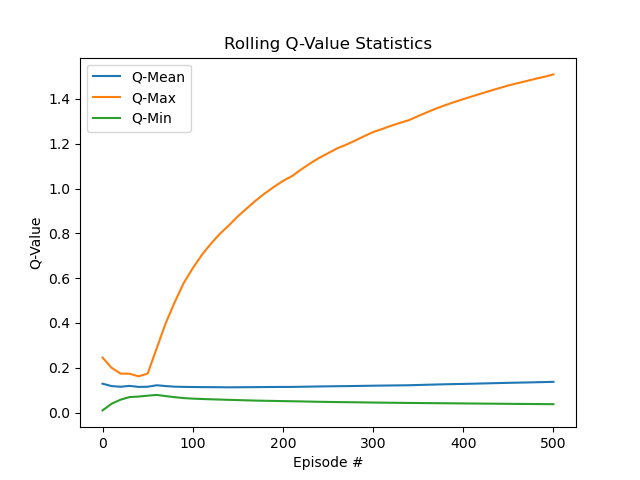 Rolling Q-Value Statistics
Q-Mean
Q-Max
Q-Min
Q-Value
1.4
1.2
1.0
0.8
0.6
0.4
0.2
0.0
0 100 200 300 400 500
Episode #